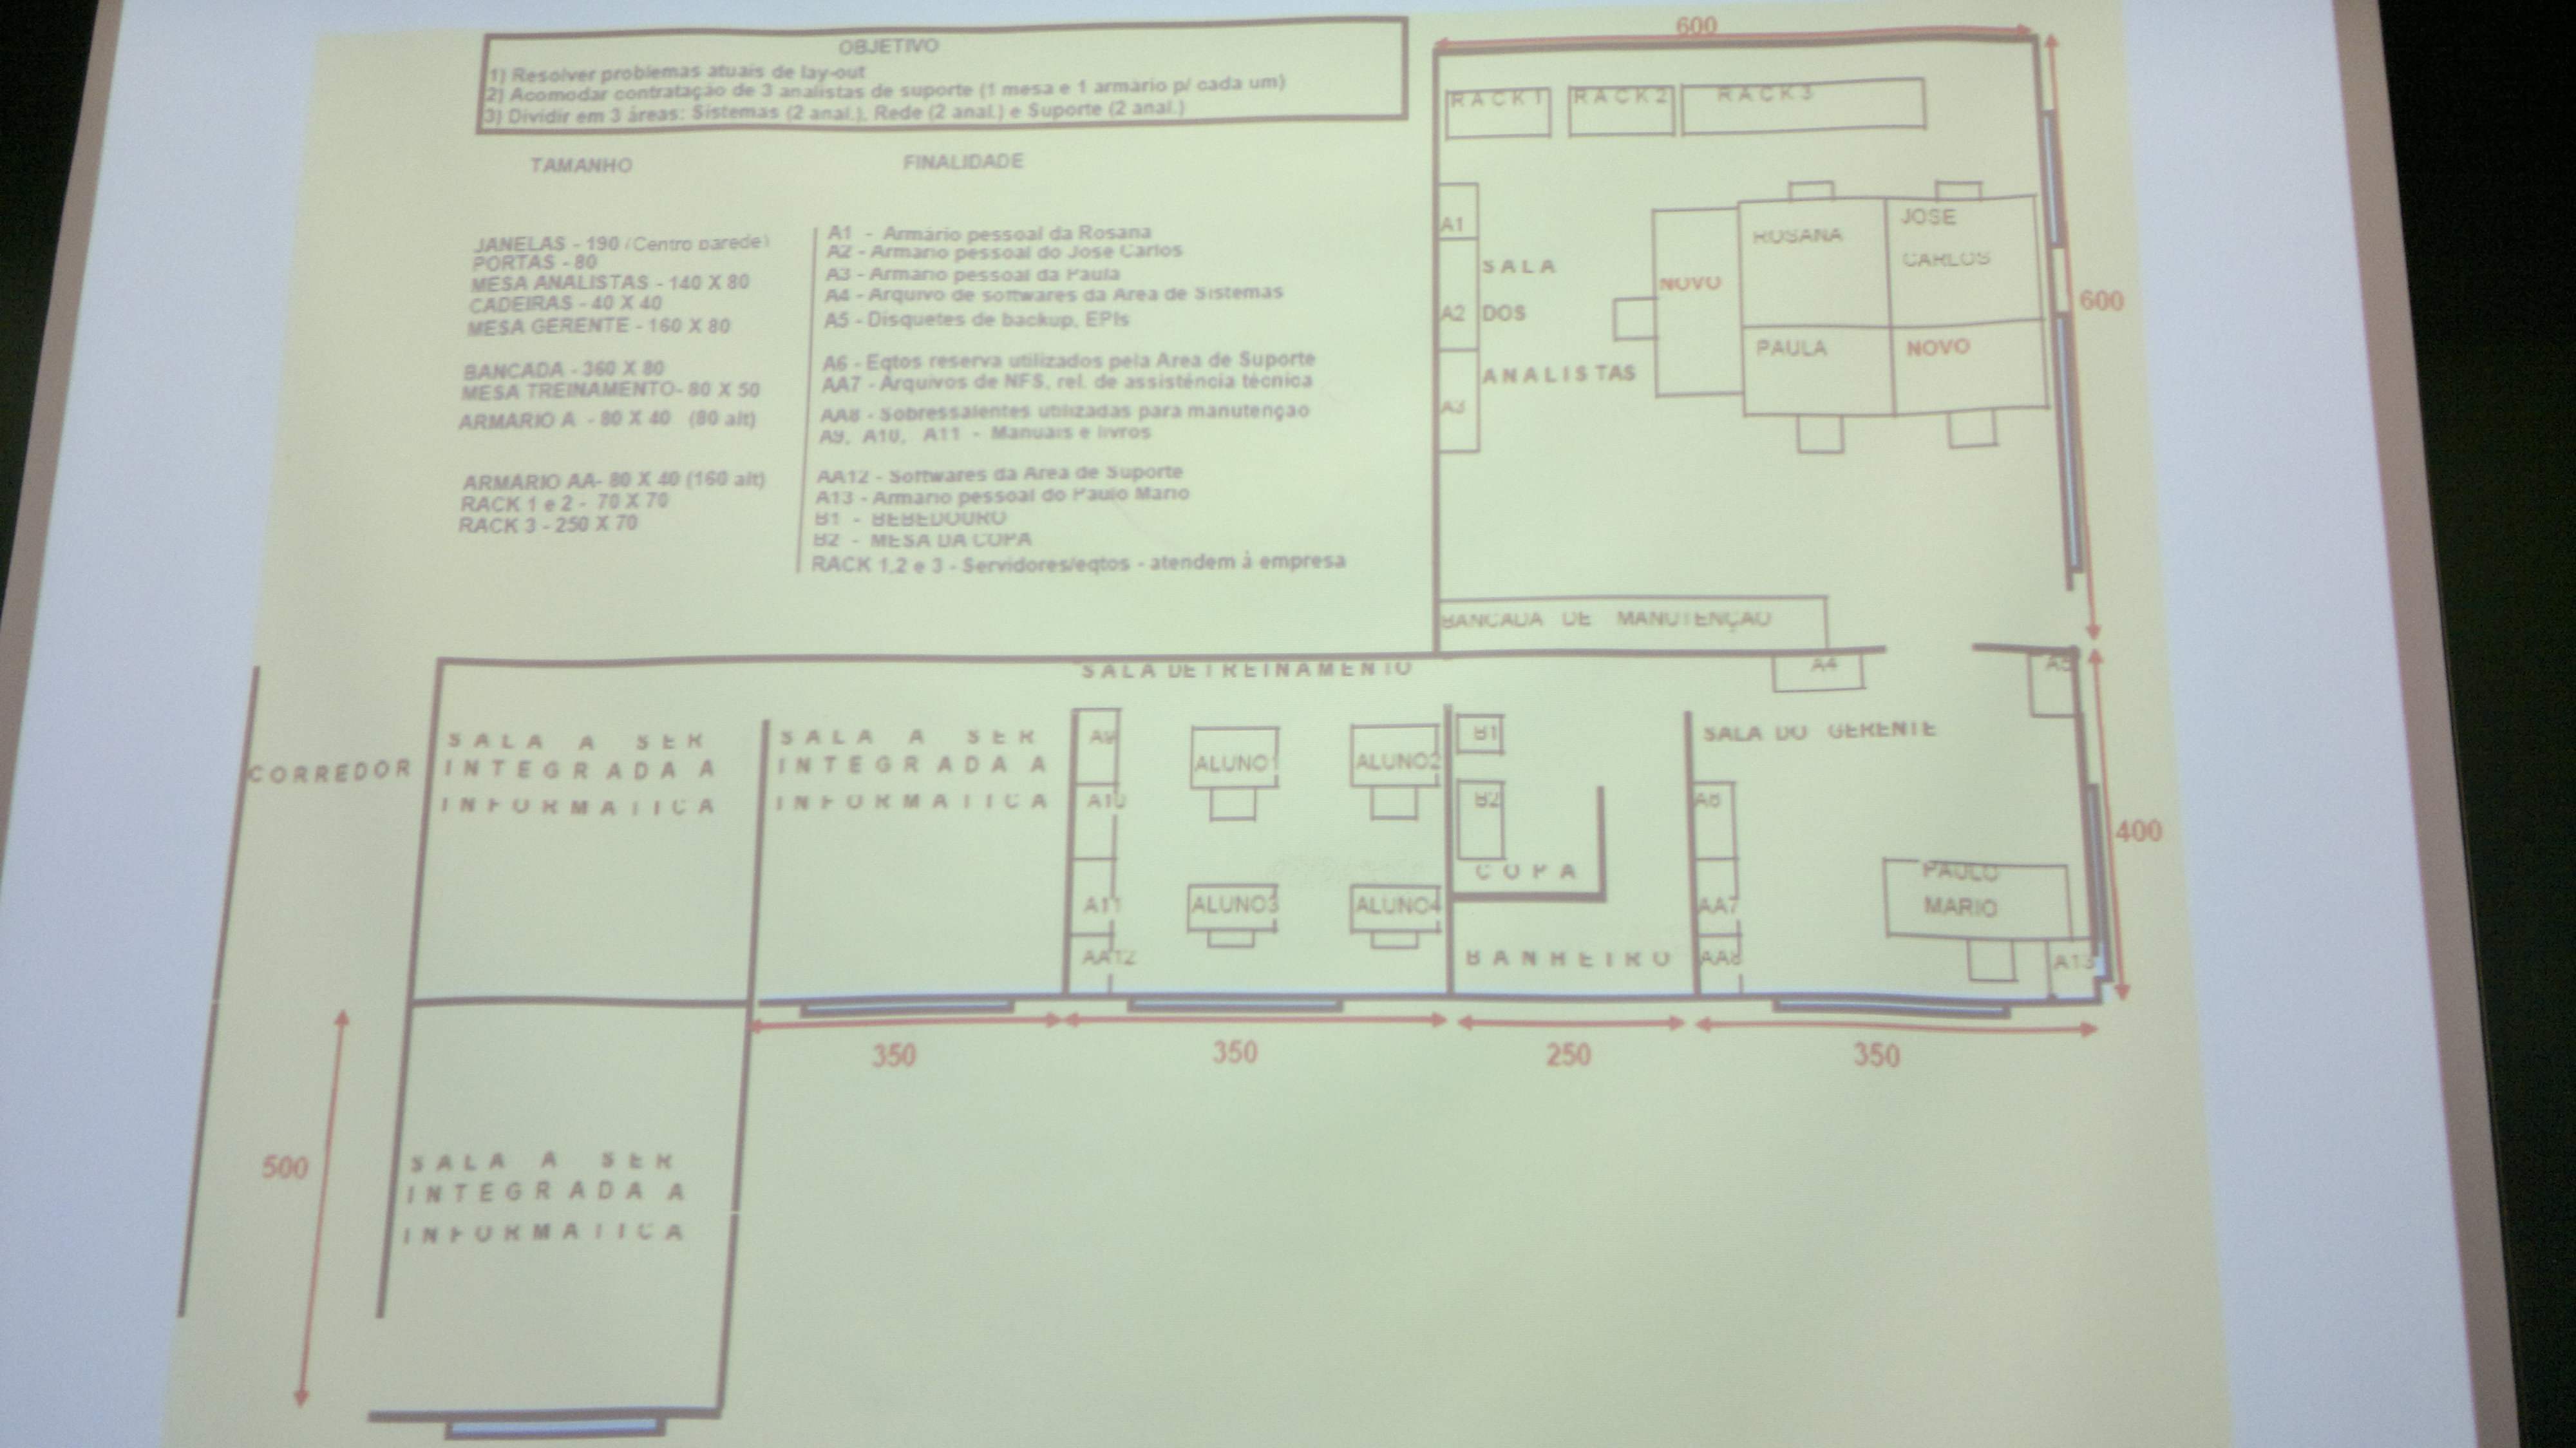 OBJETIVO
1) Resolver problemas atuais de lay-out
2) Acomodar contratação de 3 analistas de suporte (1 mesa e 1 armário p/ cada um)
3) Dividir em 3 áreas: Sistemas (2 anal.), Rede (2 anal.) e Suporte (2 anal.)
TAMANHO
JANELAS - 190 (Centro parede)
PORTAS - 80
MESA ANALISTAS - 140 X 80
CADEIRAS - 40 X 40
MESA GERENTE - 160 X 80
BANCADA - 360 X 80
MESA TREINAMENTO- 80 X 50
ARMARIO A - 80 X 40 (80 alt)
ARMÁRIO AA- 80 X 40 (160 alt)
RACK 1 e 2 - 70 X 70
RACK 3 - 250 X 70
FINALIDADE
A1 - Armário pessoal da Rosana
A2 - Armario pessoal do Jose Carlos
A3 - Armario pessoal da Paula
A4 - Arquivo de softwares da Area de Sistemas
A5 - Disquetes de backup, EPIs
A6 - Eqtos reserva utilizados pela Area de Suporte
AA7 - Arquivos de NFS, rel. de assistência técnica
AA8 - Sobressalentes utilizadas para manutenção
A9, A10, A11 - Manuais e livros
AA12 - Softwares da Area de Suporte
A13 - Armario pessoal do Paulo Mario
B1 - BEBEDOURO
B2 - MESA DA COPA
RACK 1,2 e 3 - Servidores/eqtos - atendem à empresa
600
RACK1 RACK2 RACK3
A1
A2
A3
SALA
DOS
ANALISTAS
NOVO
ROSANA
JOSE
CARLOS
PAULA
NOVO
600
BANCADA DE MANUTENÇÃO
SALA DE TREINAMENTO
A4
A5
CORREDOR
SALA A SER
INTEGRADA A
INFORMATICA
SALA A SER
INTEGRADA A
INFORMATICA
A9
A10
A11
AA12
ALUNO1
ALUNO2
ALUNO3
ALUNO4
B1
B2
COPA
BANHEIRO
SALA DO GERENTE
A6
AA7
AA8
PAULO
MARIO
A13
400
350
350
250
350
500
SALA A SER
INTEGRADA A
INFORMATICA